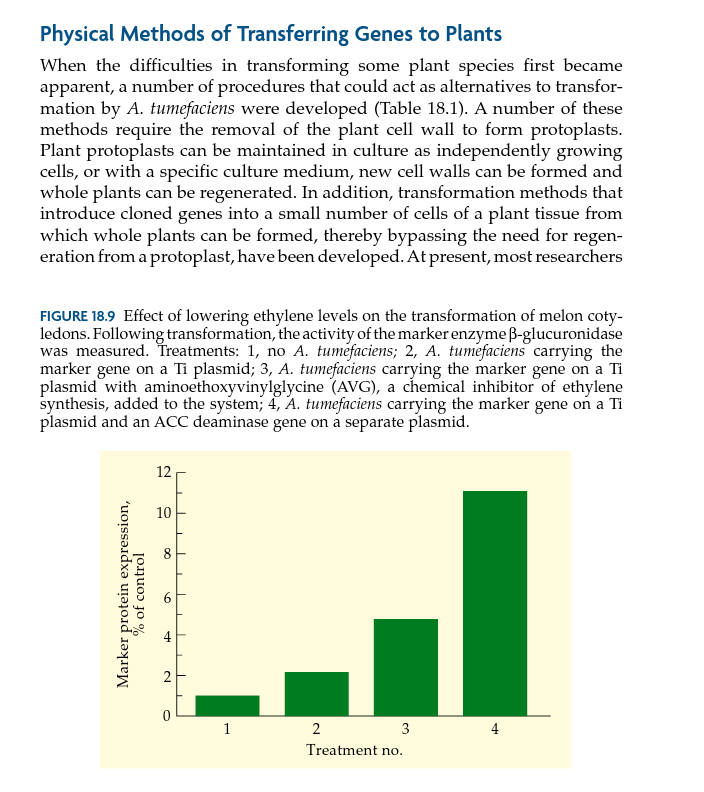 Physical Methods of Transferring Genes to Plants
When the difficulties in transforming some plant species first became
apparent, a number of procedures that could act as alternatives to transfor-
mation by A. tumefaciens were developed (Table 18.1). A number of these
methods require the removal of the plant cell wall to form protoplasts.
Plant protoplasts can be maintained in culture as independently growing
cells, or with a specific culture medium, new cell walls can be formed and
whole plants can be regenerated. In addition, transformation methods that
introduce cloned genes into a small number of cells of a plant tissue from
which whole plants can be formed, thereby bypassing the need for regen-
eration from a protoplast, have been developed. At present, most researchers
FIGURE 18.9 Effect of lowering ethylene levels on the transformation of melon coty-
ledons. Following transformation, the activity of the marker enzyme β-glucuronidase
was measured. Treatments: 1, no A. tumefaciens; 2, A. tumefaciens carrying the
marker gene on a Ti plasmid; 3, A. tumefaciens carrying the marker gene on a Ti
plasmid with aminoethoxyvinylglycine (AVG), a chemical inhibitor of ethylene
synthesis, added to the system; 4, A. tumefaciens carrying the marker gene on a Ti
plasmid and an ACC deaminase gene on a separate plasmid.
Marker protein expression,
% of control
12
10
8
6
4
2
0
1 2 3 4
Treatment no.